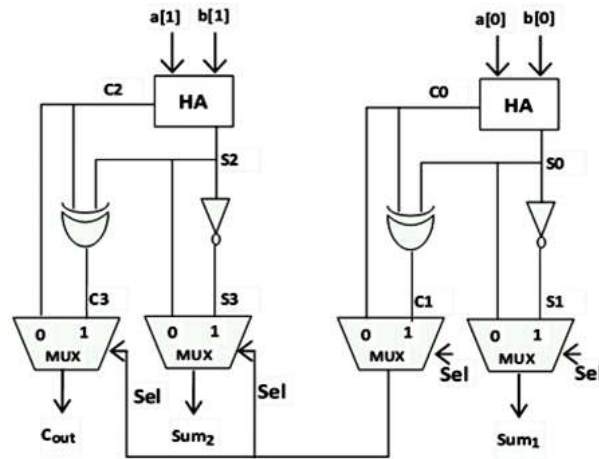 a[1] b[1] a[0] b[0]
C2 HA C0 HA
S2 S0
C3 S3 C1 S1
0 1 0 1 0 1 0 1
MUX MUX MUX MUX
Sel Sel Sel Sel
Cout Sum2 Sum1